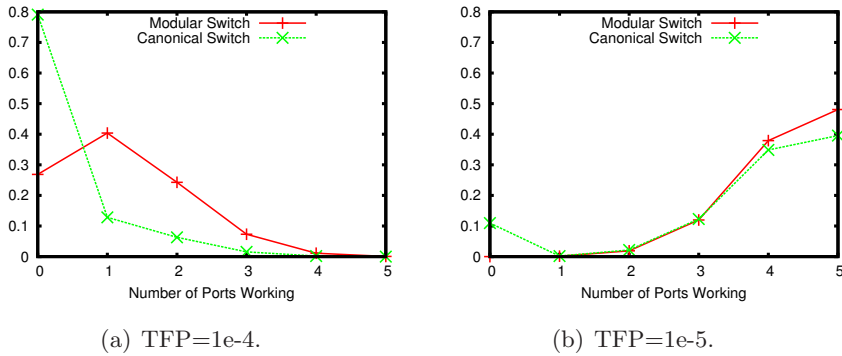 0.8
0.7
0.6
0.5
0.4
0.3
0.2
0.1
0
0 1 2 3 4 5
Modular Switch
Canonical Switch
Number of Ports Working
(a) TFP=1e-4.
0.8
0.7
0.6
0.5
0.4
0.3
0.2
0.1
0
0 1 2 3 4 5
Modular Switch
Canonical Switch
Number of Ports Working
(b) TFP=1e-5.